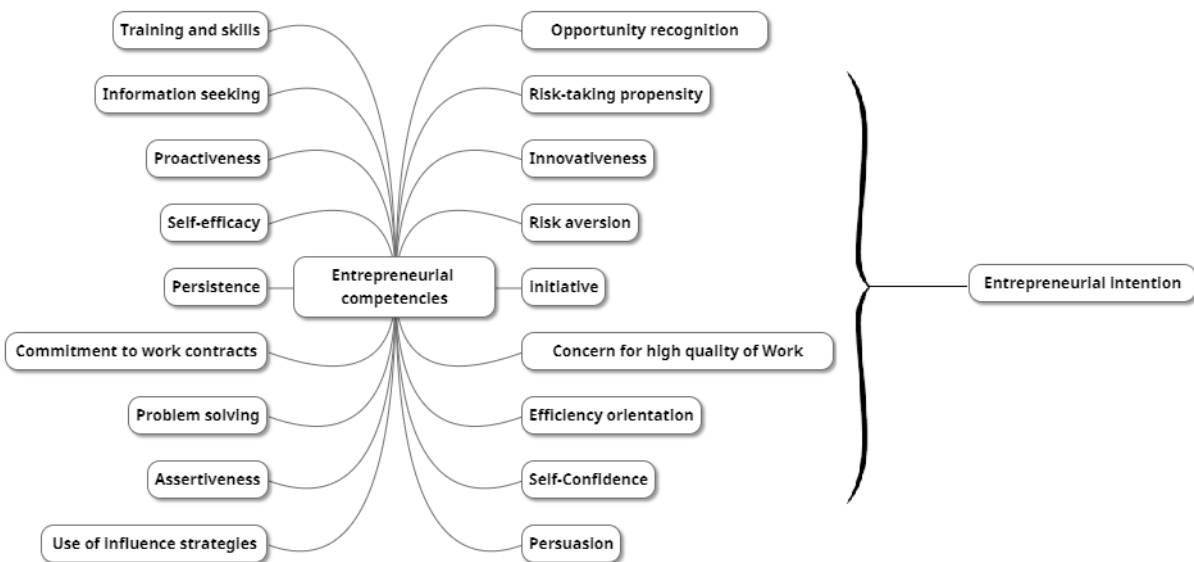 Training and skills
Opportunity recognition
Information seeking
Risk-taking propensity
Proactiveness
Innovativeness
Self-efficacy
Risk aversion
Persistence
Entrepreneurial
competencies
initiative
Entrepreneurial Intention
Commitment to work contracts
Concern for high quality of Work
Problem solving
Efficiency orientation
Assertiveness
Self-Confidence
Use of influence strategies
Persuasion